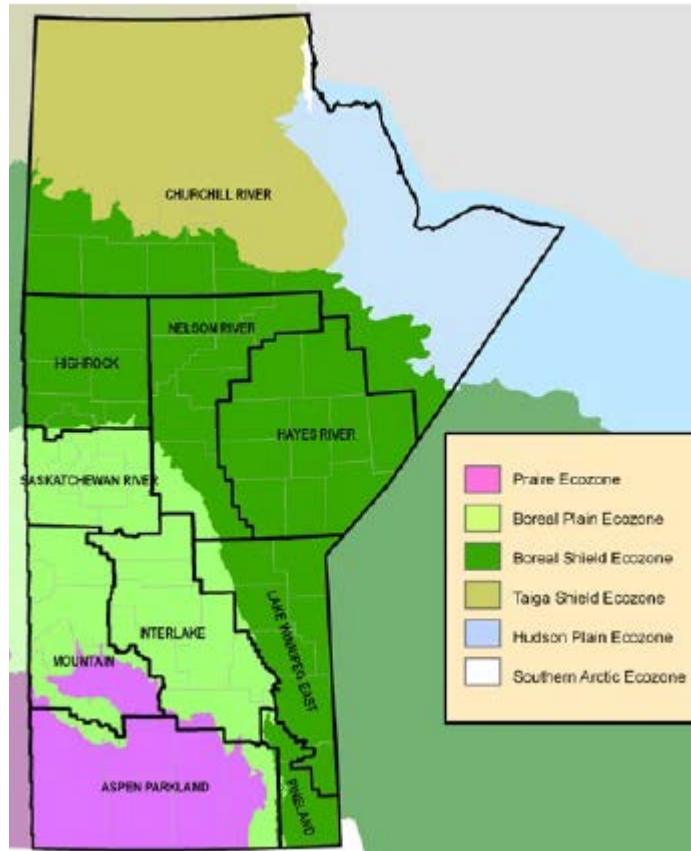 CHURCHILL RIVER
NELSON RIVER
HIGHROCK
HAYES RIVER
SASKATCHEWAN RIVER
LAKE WINNIPEG EAST
INTERLAKE
MOUNTAIN
ASPEN PARKLAND
PINELAND
Praire Ecozone
Boreal Plain Ecozone
Boreal Shield Ecozone
Taiga Shield Ecozone
Hudson Plain Ecozone
Southern Arctic Ecozone